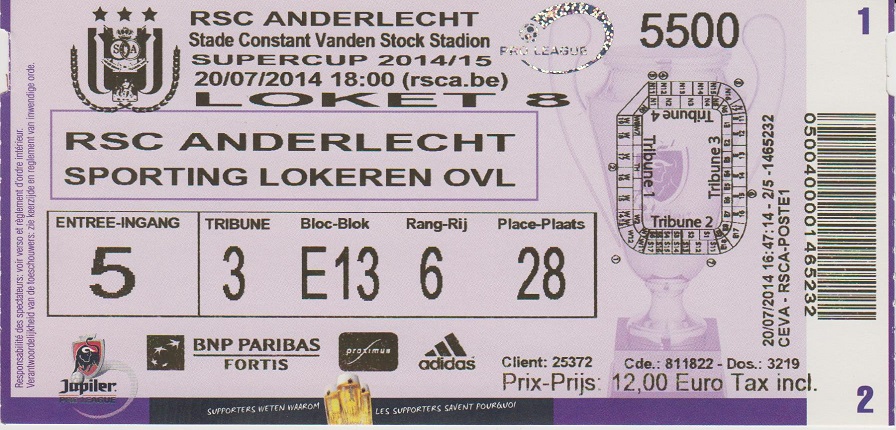 RSC ANDERLECHT
Stade Constant Vanden Stock Stadion
SUPERCUP 2014/15
20/07/2014 18:00 (rsca.be)
LOKET 8
PRO LEAGUE
5500
1
RSC ANDERLECHT
SPORTING LOKEREN OVL
ENTREE-INGANG
5
TRIBUNE
3
Bloc-Blok
E13
Rang-Rij
6
Place-Plaats
28
Tribune 4
Tribune 1
Tribune 3
Tribune 2
20/07/2014 16:47:14 - 2/5 -1465232
CEVA - RSCA-POSTE1
0500400001465232
Responsabilité des spectateurs: voir verso et règlement d'ordre intérieur.
Verantwoordelijkheid van de toeschouwers: zie keerzijde en reglement van inwendige orde.
Jupiler
PRO LEAGUE
BNP PARIBAS
FORTIS
proximus
adidas
Client: 25372
Cde.: 811822 - Dos.: 3219
Prix-Prijs: 12,00 Euro Tax incl.
SUPPORTERS WETEN WAAROM
LES SUPPORTERS SAVENT POURQUOI
2